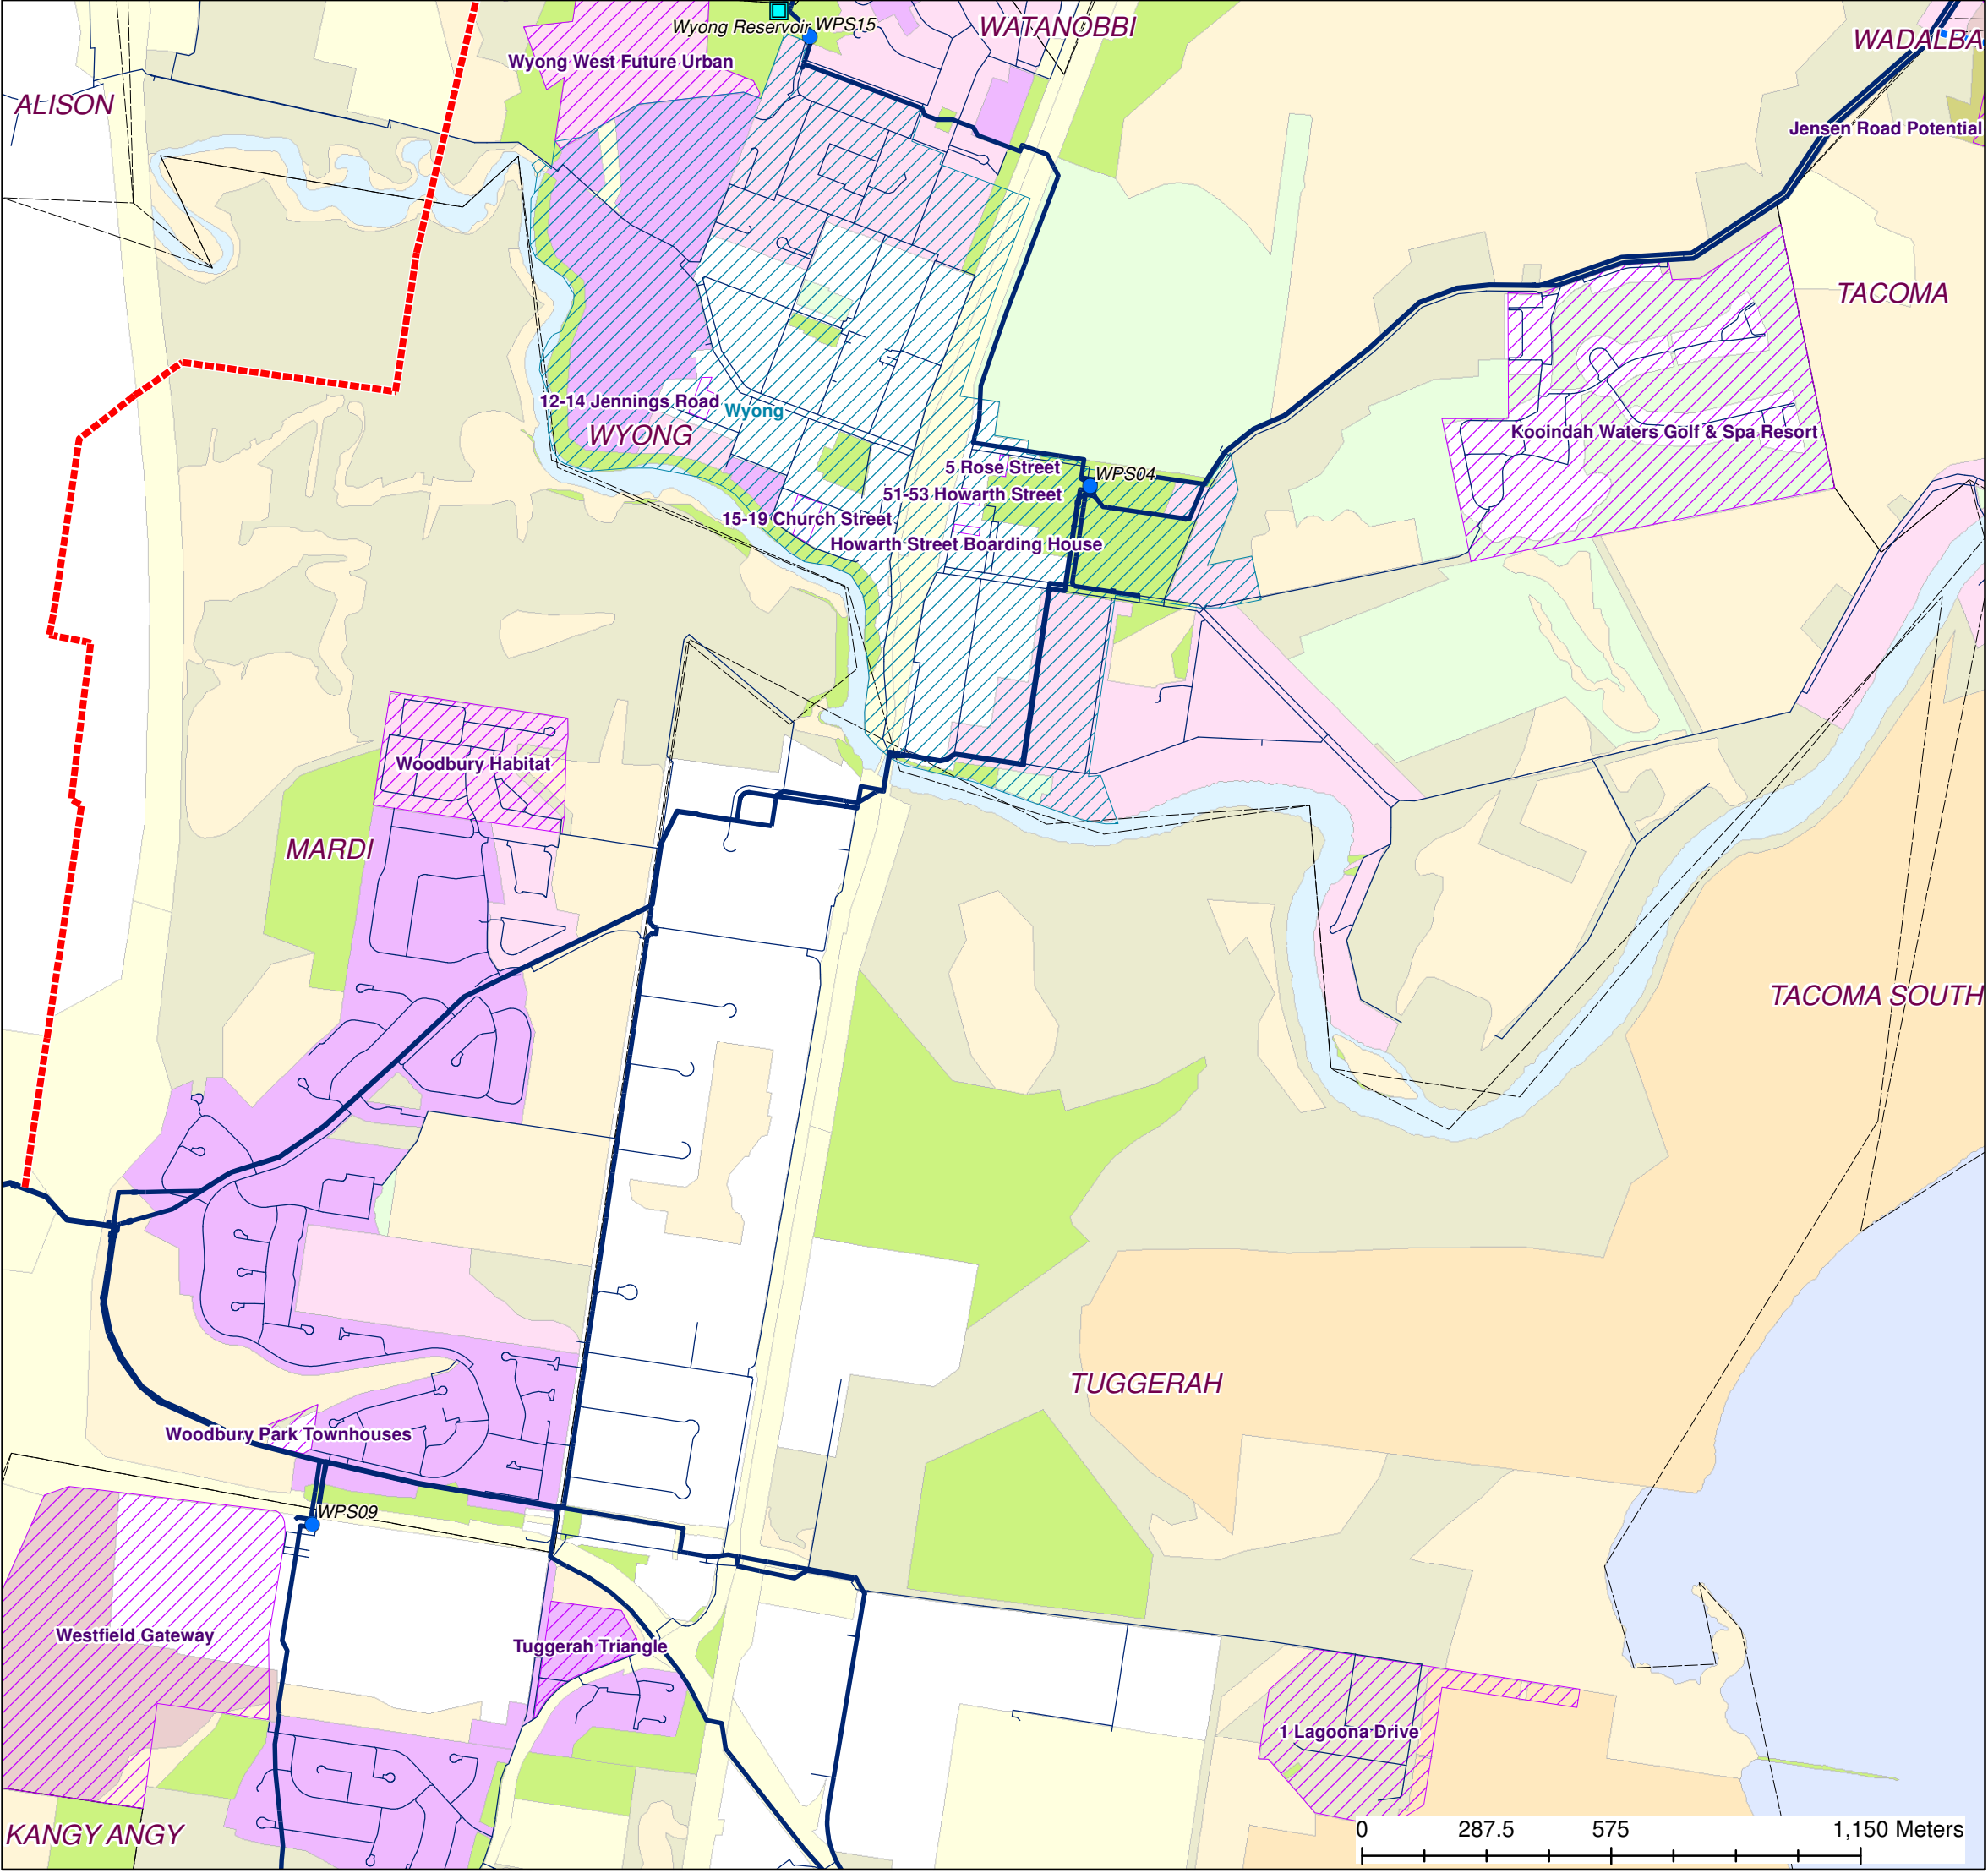 Wyong Reservoir
WPS15
WATANOBBI
WADALBA
Wyong West Future Urban
ALISON
Jensen Road Potential
TACOMA
12-14 Jennings Road
Wyong
WYONG
Kooindah Waters Golf & Spa Resort
5 Rose Street
WPS04
51-53 Howarth Street
15-19 Church Street
Howarth Street Boarding House
Woodbury Habitat
MARDI
TACOMA SOUTH
TUGGERAH
Woodbury Park Townhouses
WPS09
Westfield Gateway
Tuggerah Triangle
1 Lagoona Drive
KANGY ANGY
0 287.5 575 1,150 Meters